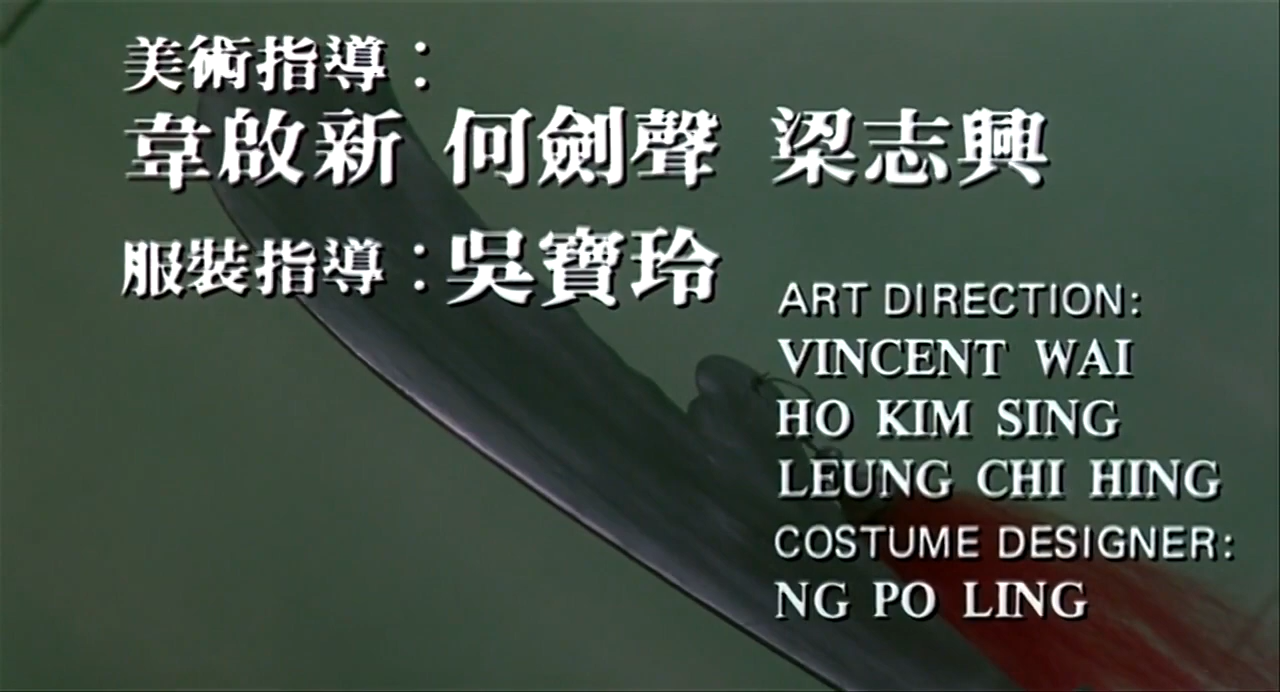 美術指導：
韋啟新 何劍聲 梁志興
服裝指導：吳寶玲
ART DIRECTION:
VINCENT WAI
HO KIM SING
LEUNG CHI HING
COSTUME DESIGNER:
NG PO LING